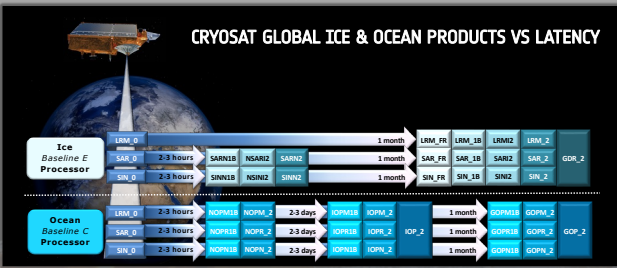 CRYOSAT GLOBAL ICE & OCEAN PRODUCTS VS LATENCY
Ice
Baseline E
Processor
LRM_0 1 month LRM_FR LRM_1B LRMI2 LRM_2
SAR_0 2-3 hours SARN1B NSARI2 SARN2 1 month SAR_FR SAR_1B SARI2 SAR_2 GDR_2
SIN_0 2-3 hours SINN1B NSINI2 SINN2 1 month SIN_FR SIN_1B SINI2 SIN_2
Ocean
Baseline C
Processor
LRM_0 2-3 hours NOPM1B NOPM_2 2-3 days IOPM1B IOPM_2 1 month GOPM1B GOPM_2
SAR_0 2-3 hours NOPR1B NOPR_2 2-3 days IOPR1B IOPR_2 IOP_2 1 month GOPR1B GOPR_2 GOP_2
SIN_0 2-3 hours NOPN1B NOPN_2 2-3 days IOPN1B IOPN_2 1 month GOPN1B GOPN_2